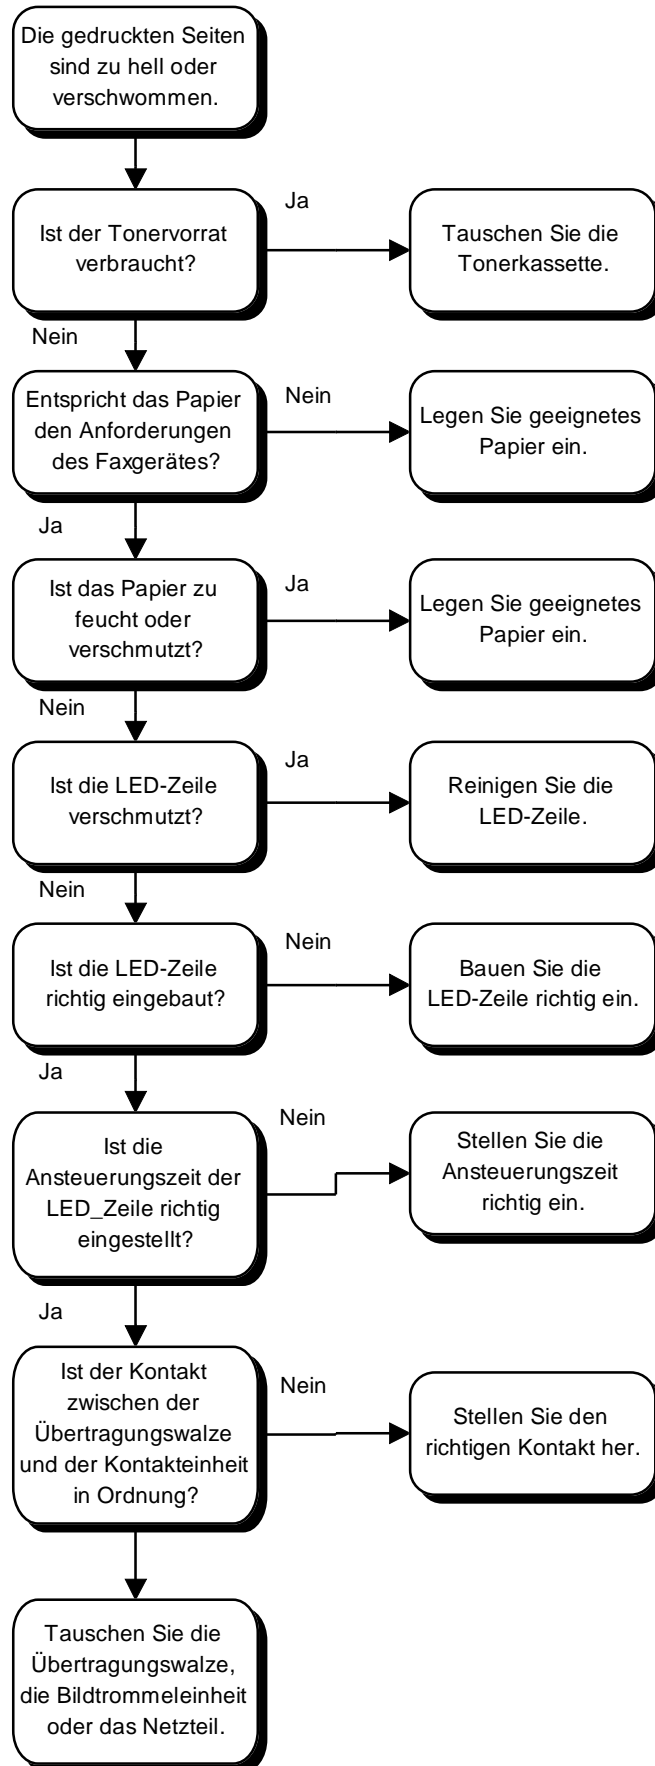 Die gedruckten Seiten
sind zu hell oder
verschwommen.
Ist der Tonervorrat
verbraucht?
Ja
Tauschen Sie die
Tonerkassette.
Nein
Entspricht das Papier
den Anforderungen
des Faxgerätes?
Nein
Legen Sie geeignetes
Papier ein.
Ja
Ist das Papier zu
feucht oder
verschmutzt?
Ja
Legen Sie geeignetes
Papier ein.
Nein
Ist die LED-Zeile
verschmutzt?
Ja
Reinigen Sie die
LED-Zeile.
Nein
Ist die LED-Zeile
richtig eingebaut?
Nein
Bauen Sie die
LED-Zeile richtig ein.
Ja
Ist die
Ansteuerungszeit der
LED_Zeile richtig
eingestellt?
Nein
Stellen Sie die
Ansteuerungszeit
richtig ein.
Ja
Ist der Kontakt
zwischen der
Übertragungswalze
und der Kontakteinheit
in Ordnung?
Nein
Stellen Sie den
richtigen Kontakt her.
Tauschen Sie die
Übertragungswalze,
die Bildtrommeleinheit
oder das Netzteil.